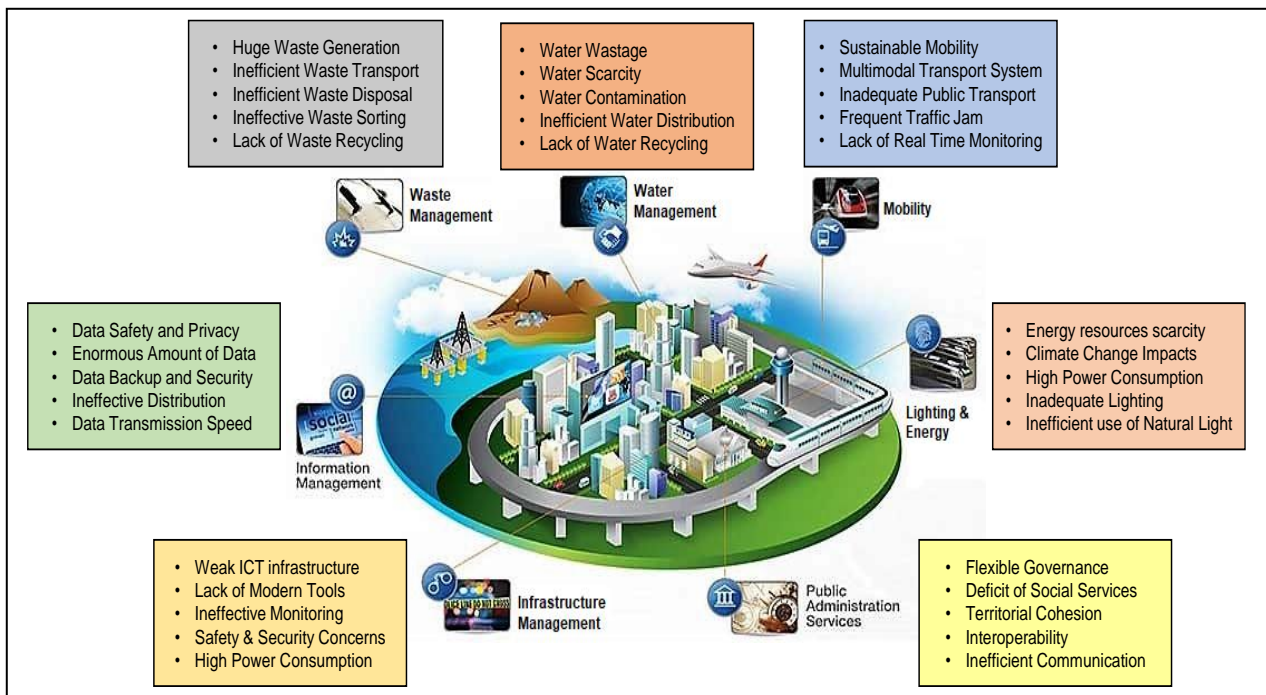 • Huge Waste Generation
• Inefficient Waste Transport
• Inefficient Waste Disposal
• Ineffective Waste Sorting
• Lack of Waste Recycling
• Water Wastage
• Water Scarcity
• Water Contamination
• Inefficient Water Distribution
• Lack of Water Recycling
• Sustainable Mobility
• Multimodal Transport System
• Inadequate Public Transport
• Frequent Traffic Jam
• Lack of Real Time Monitoring
Waste
Management
Water
Management
Mobility
• Data Safety and Privacy
• Enormous Amount of Data
• Data Backup and Security
• Ineffective Distribution
• Data Transmission Speed
@
social
Information
Management
Lighting &
Energy
• Energy resources scarcity
• Climate Change Impacts
• High Power Consumption
• Inadequate Lighting
• Inefficient use of Natural Light
• Weak ICT infrastructure
• Lack of Modern Tools
• Ineffective Monitoring
• Safety & Security Concerns
• High Power Consumption
Infrastructure
Management
Public
Administration
Services
• Flexible Governance
• Deficit of Social Services
• Territorial Cohesion
• Interoperability
• Inefficient Communication